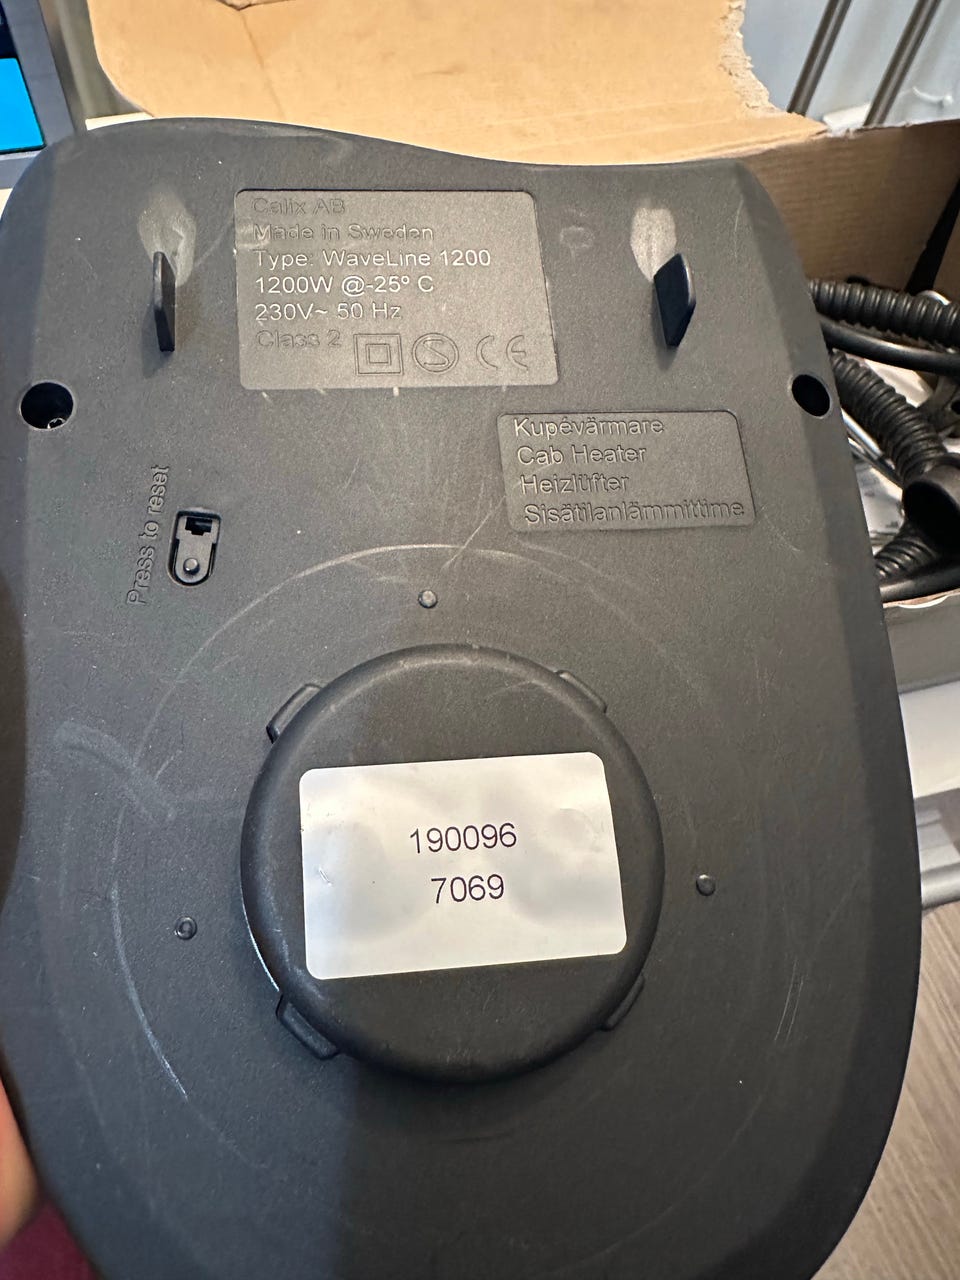 Calix AB
Made in Sweden
Type: WaveLine 1200
1200W @-25° C
230V~ 50 Hz
Class 2
S
CE
Kupévärmare
Cab Heater
Heizlüfter
Sisätilanlämmittime
Press to reset
190096
7069